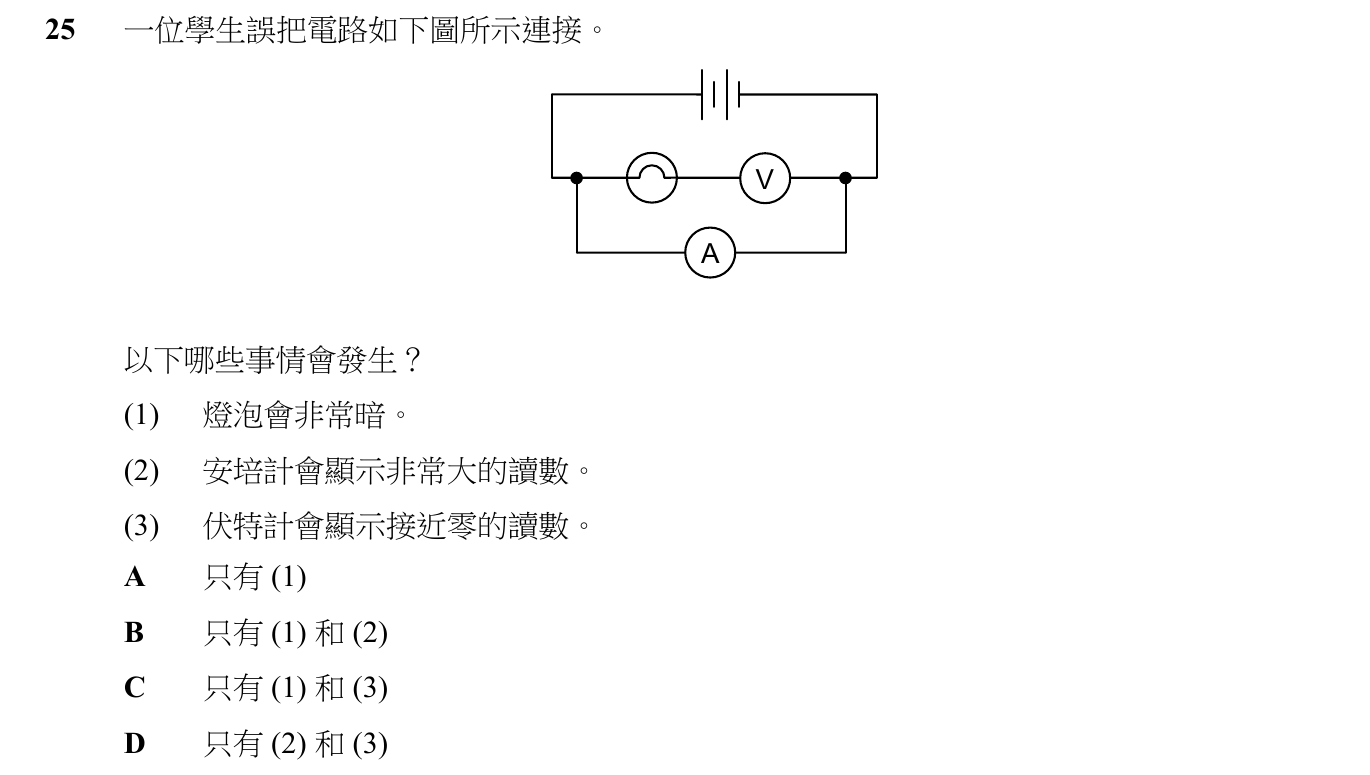 25 一位學生誤把電路如下圖所示連接。
V
A
以下哪些事情會發生？
(1) 燈泡會非常暗。
(2) 安培計會顯示非常大的讀數。
(3) 伏特計會顯示接近零的讀數。
A 只有 (1)
B 只有 (1) 和 (2)
C 只有 (1) 和 (3)
D 只有 (2) 和 (3)